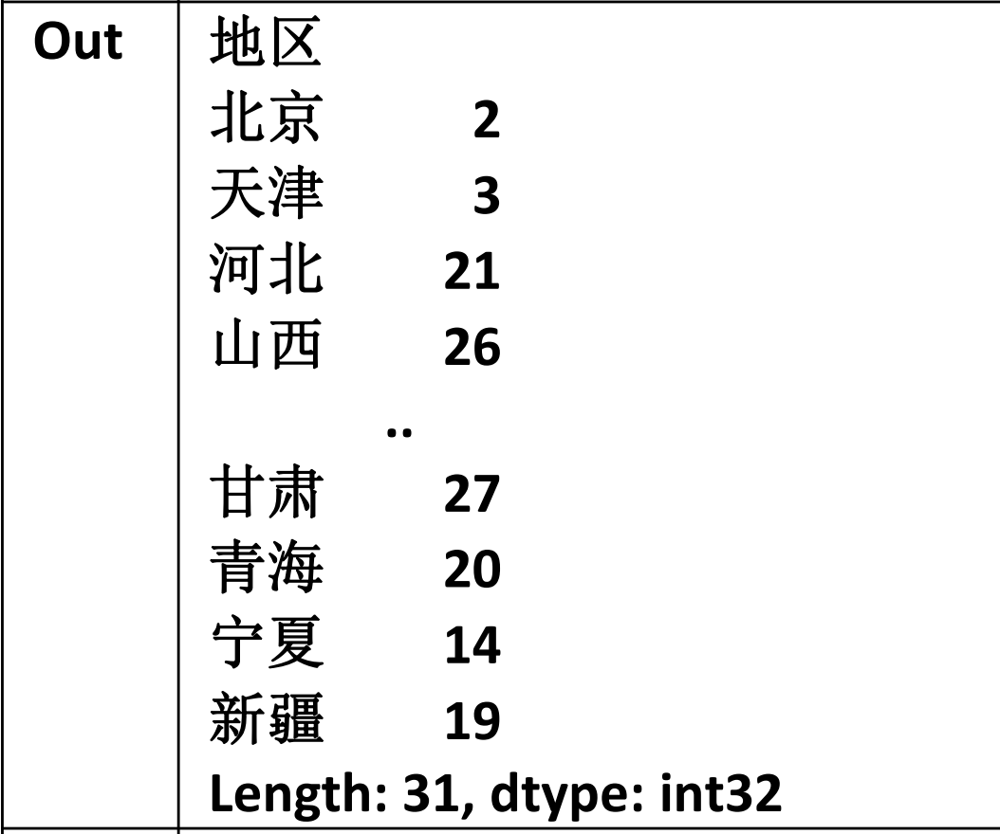 Out 地区
北京 2
天津 3
河北 21
山西 26
..
甘肃 27
青海 20
宁夏 14
新疆 19
Length: 31, dtype: int32